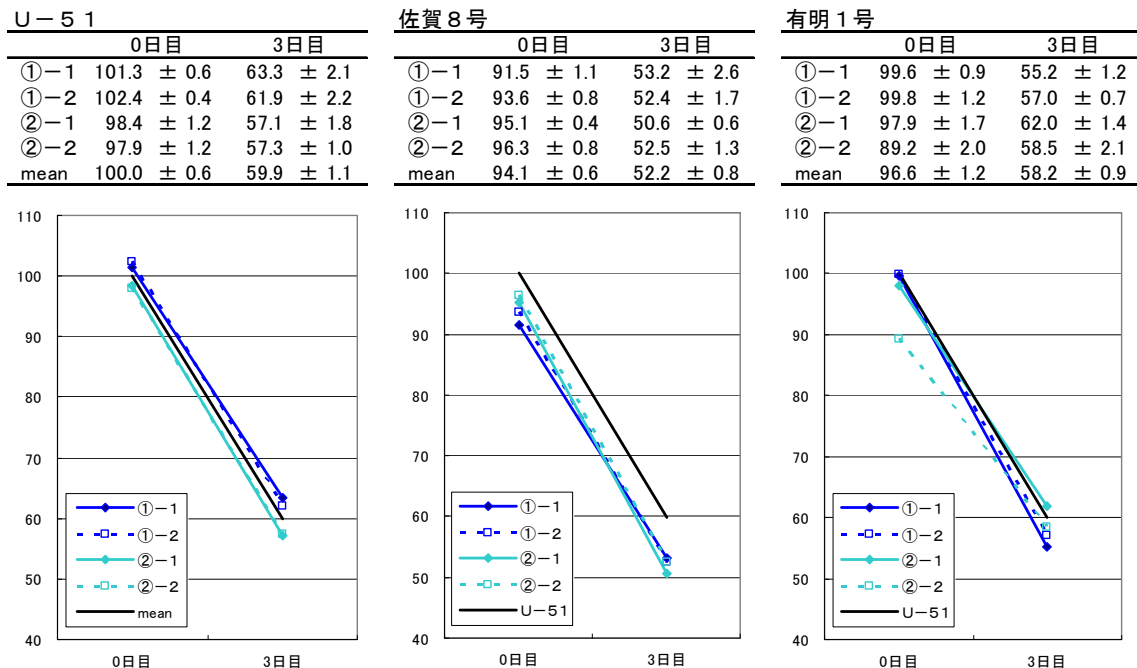 U－51
0日目 3日目
①－1 101.3 ± 0.6 63.3 ± 2.1
①－2 102.4 ± 0.4 61.9 ± 2.2
②－1 98.4 ± 1.2 57.1 ± 1.8
②－2 97.9 ± 1.2 57.3 ± 1.0
mean 100.0 ± 0.6 59.9 ± 1.1
佐賀8号
0日目 3日目
①－1 91.5 ± 1.1 53.2 ± 2.6
①－2 93.6 ± 0.8 52.4 ± 1.7
②－1 95.1 ± 0.4 50.6 ± 0.6
②－2 96.3 ± 0.8 52.5 ± 1.3
mean 94.1 ± 0.6 52.2 ± 0.8
有明1号
0日目 3日目
①－1 99.6 ± 0.9 55.2 ± 1.2
①－2 99.8 ± 1.2 57.0 ± 0.7
②－1 97.9 ± 1.7 62.0 ± 1.4
②－2 89.2 ± 2.0 58.5 ± 2.1
mean 96.6 ± 1.2 58.2 ± 0.9
110
100
90
80
70
60
50
40
①－1
①－2
②－1
②－2
mean
0日目 3日目
110
100
90
80
70
60
50
40
①－1
①－2
②－1
②－2
U－51
0日目 3日目
110
100
90
80
70
60
50
40
①－1
①－2
②－1
②－2
U－51
0日目 3日目